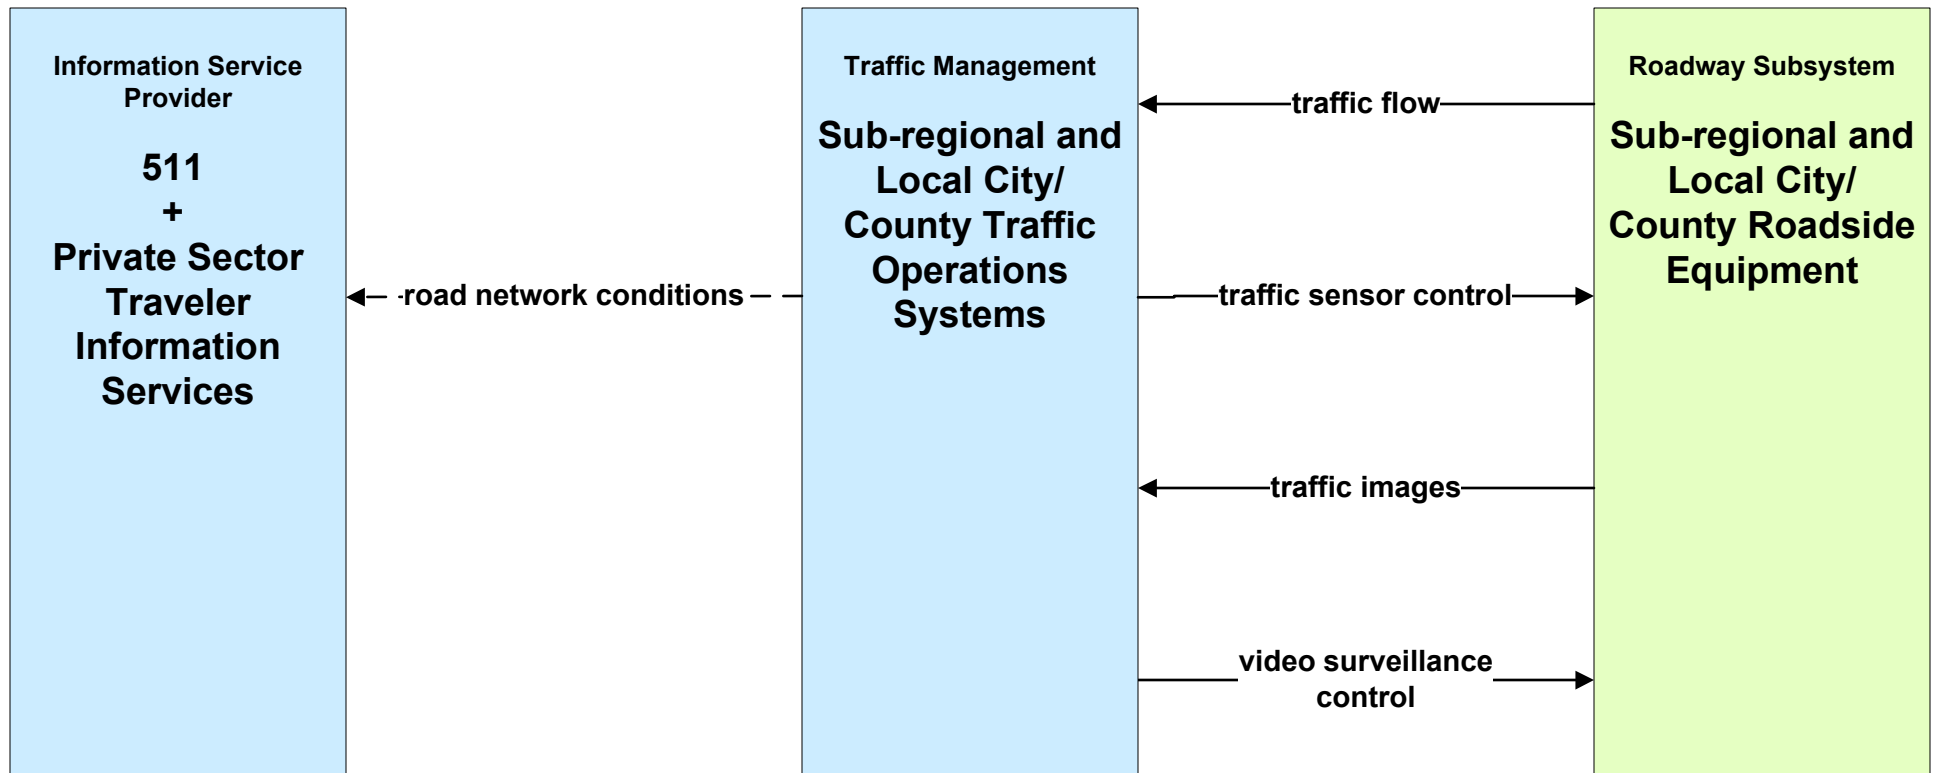 Information Service
Provider
511
+
Private Sector
Traveler
Information
Services
road network conditions
Traffic Management
Sub-regional and
Local City/
County Traffic
Operations
Systems
traffic flow
traffic sensor control
traffic images
video surveillance
control
Roadway Subsystem
Sub-regional and
Local City/
County Roadside
Equipment